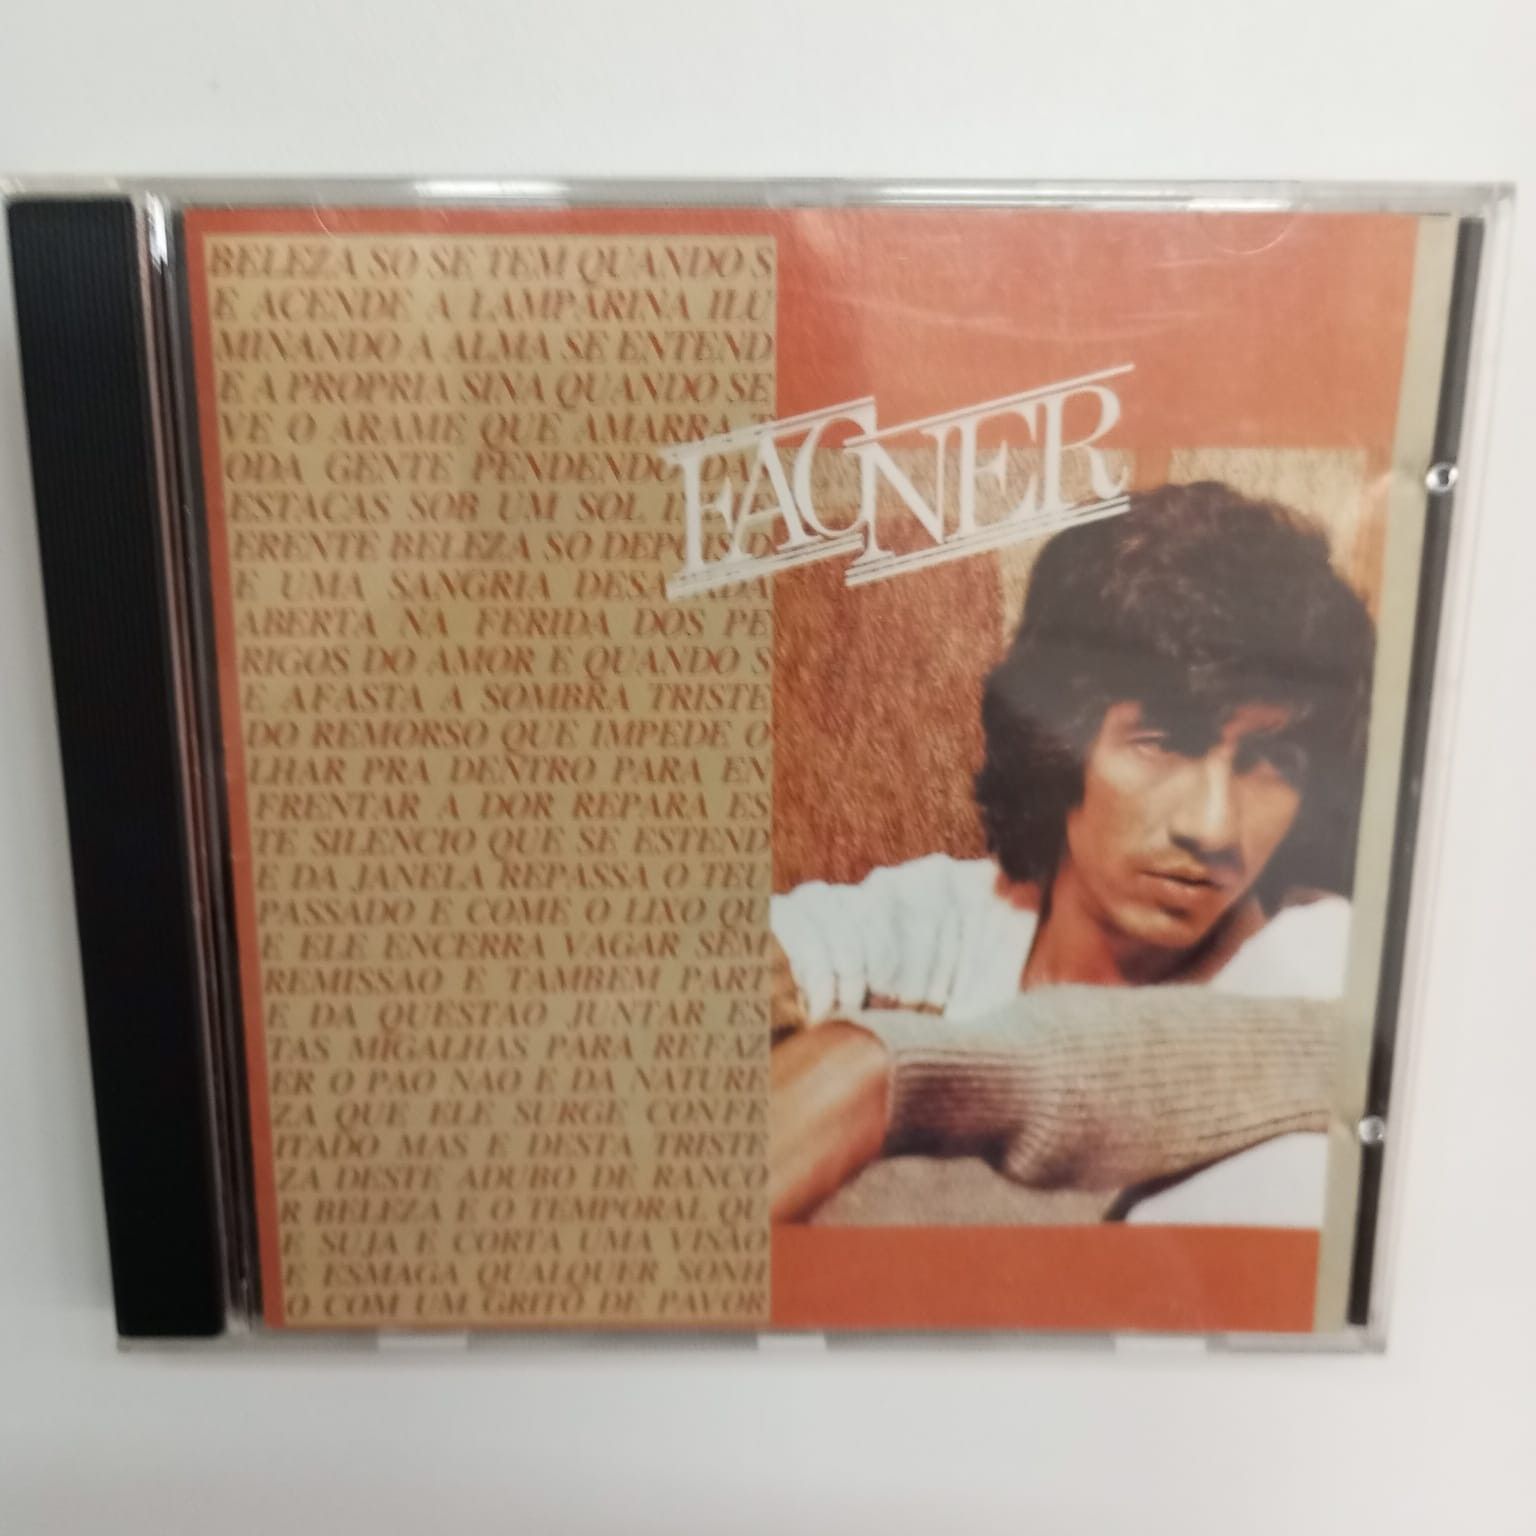 BELEZA SO SE TEM QUANDO S
E ACENDE A LAMPARINA ILU
MINANDO A ALMA SE ENTEND
E A PROPRIA SINA QUANDO SE
VE O ARAME QUE AMARRA T
ODA GENTE PENDENDO DA
ESTACAS SOB UM SOL
ERENTE BELEZA SO DEPOIS D
E UMA SANGRIA
ABERTA NA FERIDA DOS PE
RIGOS DO AMOR E QUANDO S
E AFASTA A SOMBRA TRISTE
DO REMORSO QUE IMPEDE O
LHAR PRA DENTRO PARA EN
FRENTAR A DOR REPARA ES
TE SILENCIO QUE SE ESTEND
E DA JANELA REPASSA O TEU
PASSADO E COME O LIXO QU
E ELE ENCERRA VAGAR SEM
REMISSAO E TAMBEM PART
E DA QUESTAO JUNTAR ES
TAS MIGALHAS PARA REFAZ
ER O PAO NAO E DA NATURE
ZA QUE ELE SURGE CONFE
ITADO MAS E DESTA TRISTE
ZA DESTE ADUBO DE RANCO
R BELEZA E O TEMPORAL QU
E SUJA E CORTA UMA VISAO
E ESMAGA QUALQUER SONH
O COM UM GRITO DE PAVOR
FAGNER